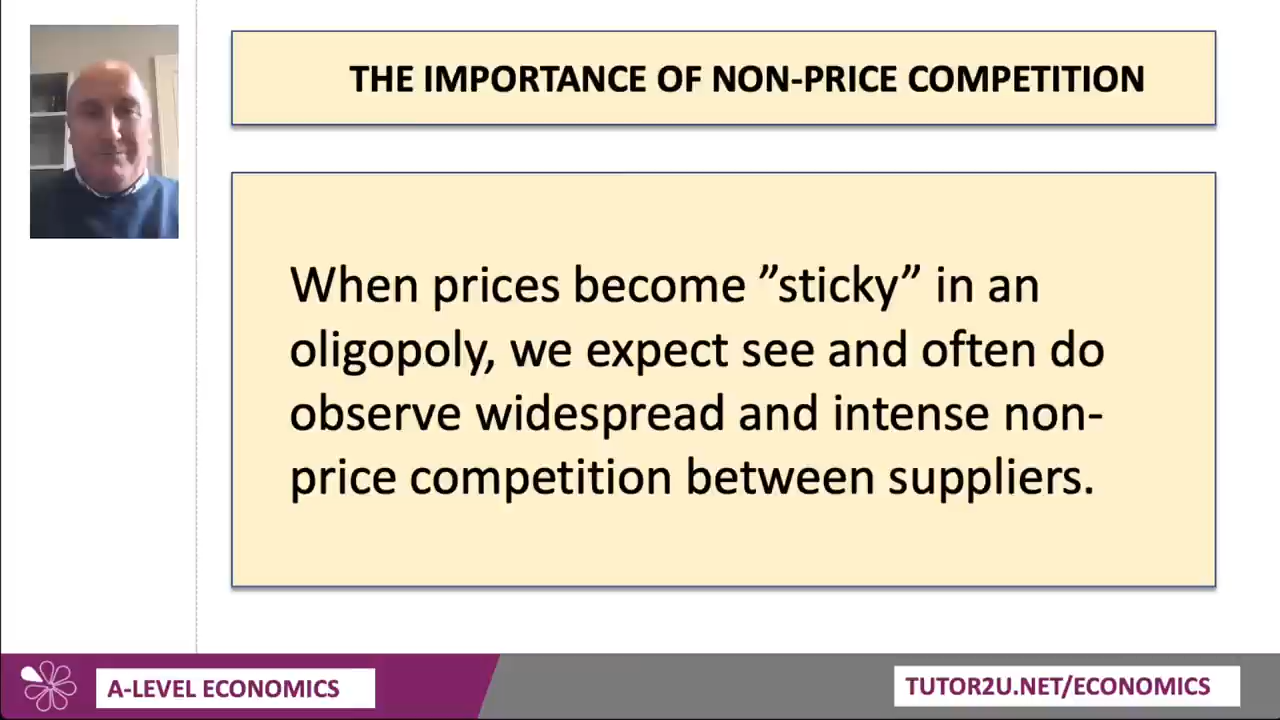 THE IMPORTANCE OF NON-PRICE COMPETITION
When prices become ”sticky” in an
oligopoly, we expect see and often do
observe widespread and intense non-
price competition between suppliers.
A-LEVEL ECONOMICS
TUTOR2U.NET/ECONOMICS